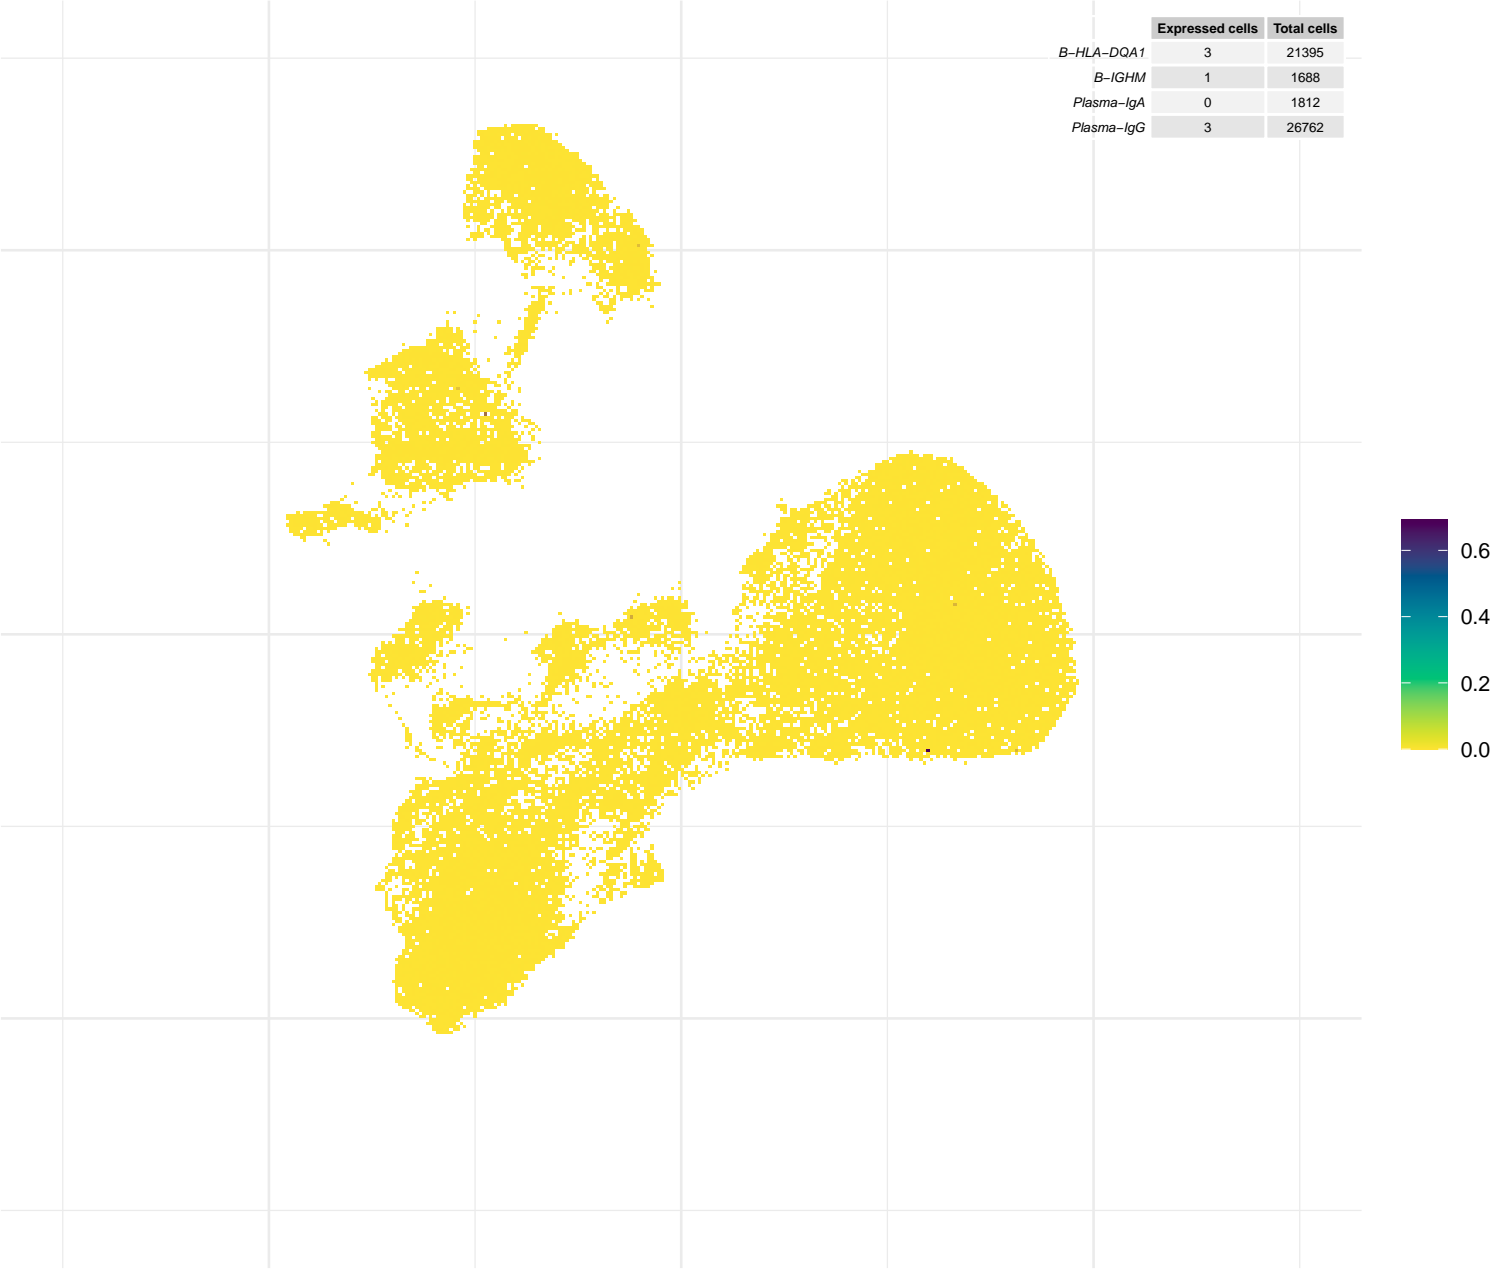 Expressed cells Total cells
B−HLA−DQA1 3 21395
B−IGHM 1 1688
Plasma−IgA 0 1812
Plasma−IgG 3 26762
0.6
0.4
0.2
0.0